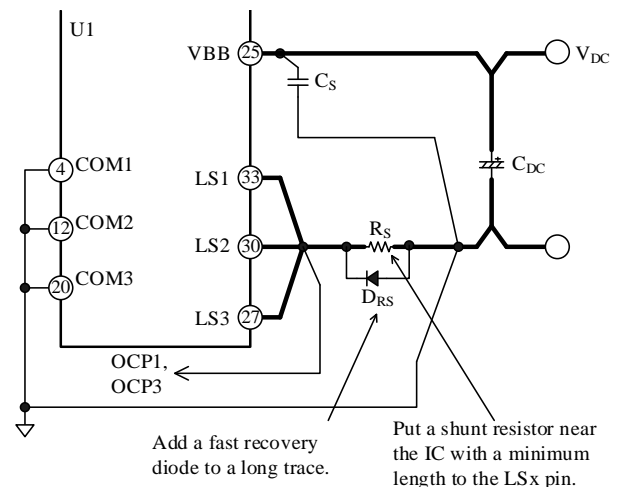 U1
VBB
25
V_DC
C_S
4
COM1
LS1
33
C_DC
12
COM2
LS2
30
R_S
20
COM3
D_RS
LS3
27
OCP1,
OCP3
Add a fast recovery
diode to a long trace.
Put a shunt resistor near
the IC with a minimum
length to the LSx pin.